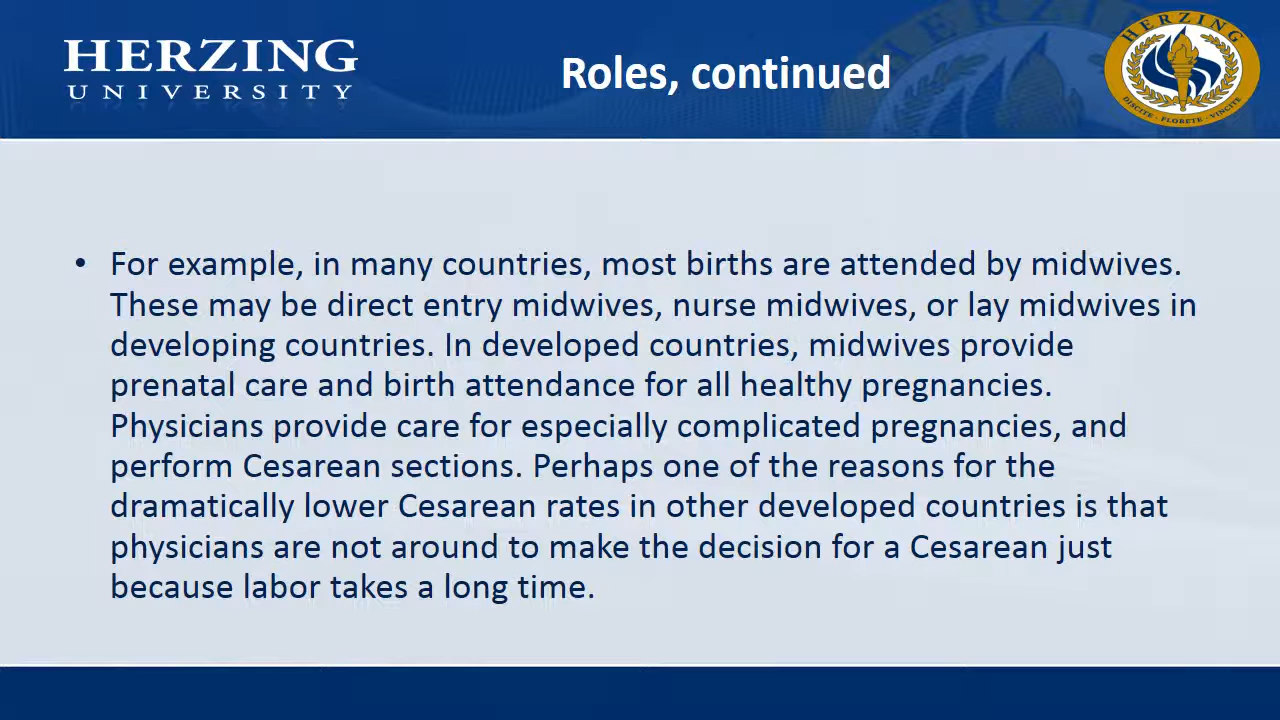 HERZING
UNIVERSITY
Roles, continued
HERZING
DISCITE · FLORETE · VINCITE
• For example, in many countries, most births are attended by midwives.
These may be direct entry midwives, nurse midwives, or lay midwives in
developing countries. In developed countries, midwives provide
prenatal care and birth attendance for all healthy pregnancies.
Physicians provide care for especially complicated pregnancies, and
perform Cesarean sections. Perhaps one of the reasons for the
dramatically lower Cesarean rates in other developed countries is that
physicians are not around to make the decision for a Cesarean just
because labor takes a long time.